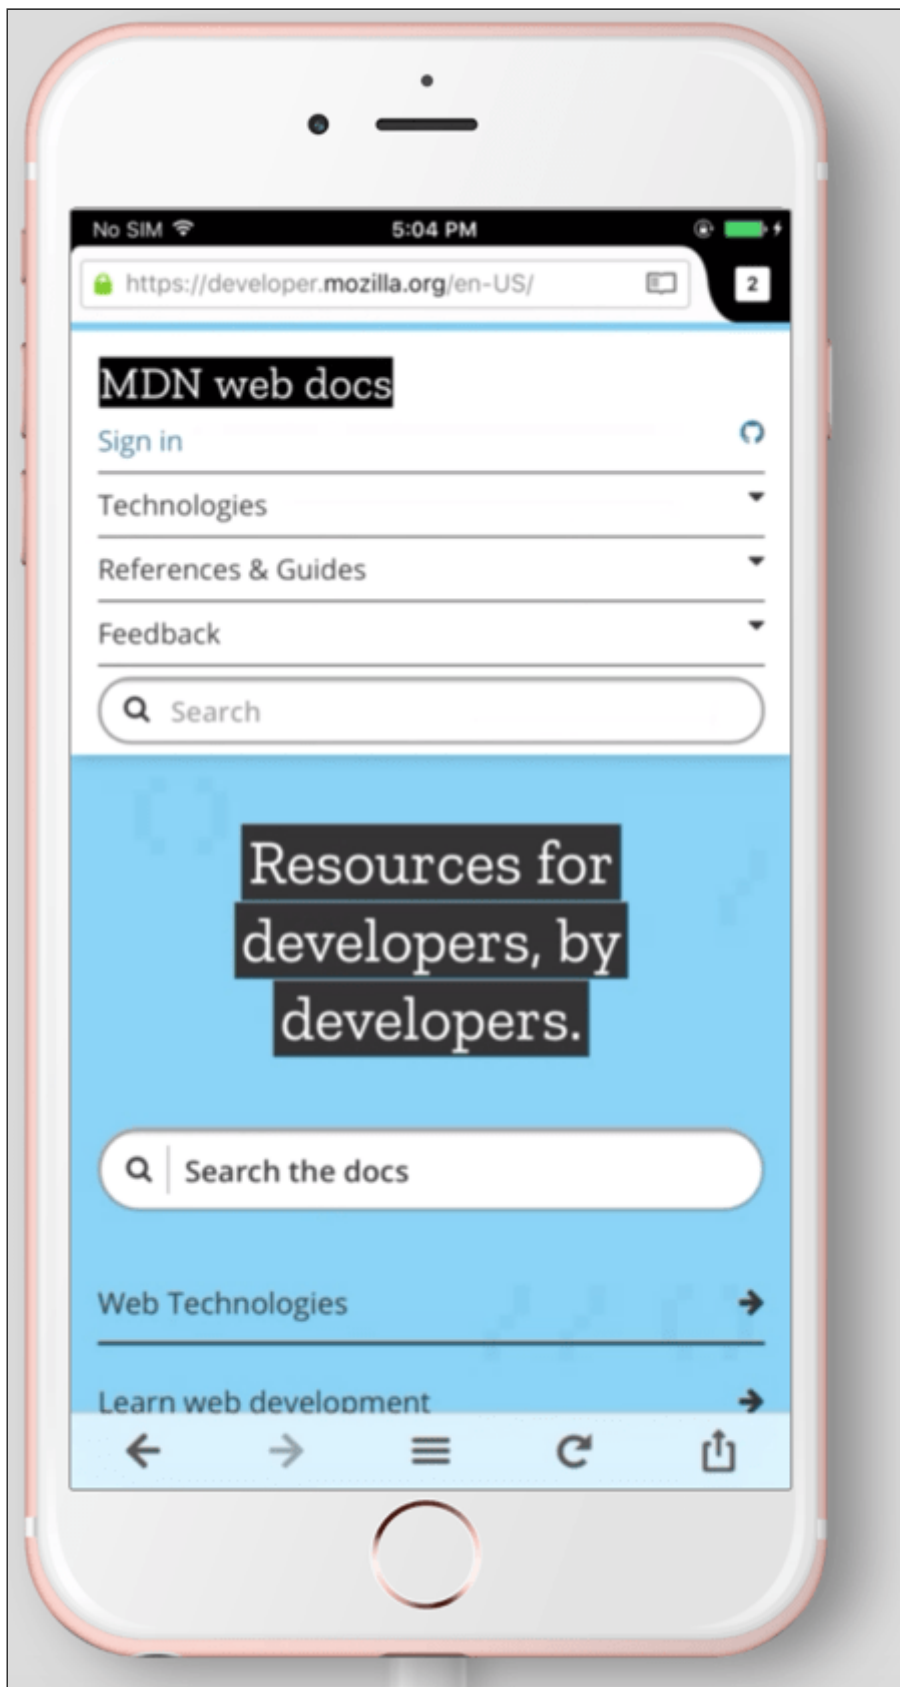 No SIM 5:04 PM
https://developer.mozilla.org/en-US/ 2
MDN web docs
Sign in
Technologies
References & Guides
Feedback
Search
Resources for
developers, by
developers.
Search the docs
Web Technologies
Learn web development